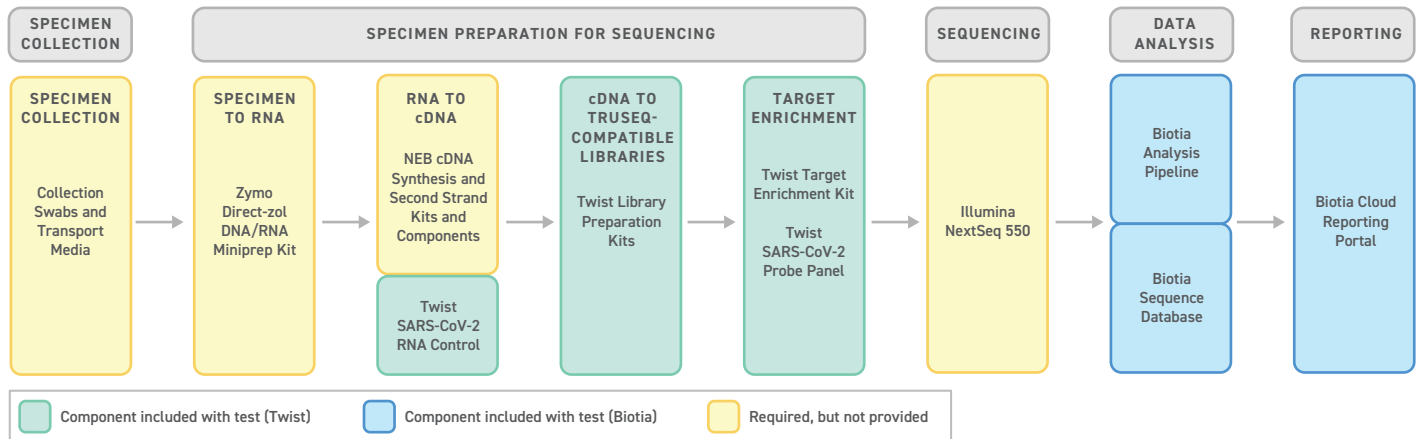 SPECIMEN
COLLECTION
SPECIMEN PREPARATION FOR SEQUENCING
SEQUENCING
DATA
ANALYSIS
REPORTING
SPECIMEN
COLLECTION
Collection
Swabs and
Transport
Media
SPECIMEN
TO RNA
Zymo
Direct-zol
DNA/RNA
Miniprep Kit
RNA TO
cDNA
NEB cDNA
Synthesis and
Second Strand
Kits and
Components
Twist
SARS-CoV-2
RNA Control
cDNA TO
TRUSEQ-
COMPATIBLE
LIBRARIES
Twist Library
Preparation
Kits
TARGET
ENRICHMENT
Twist Target
Enrichment Kit
Twist
SARS-CoV-2
Probe Panel
Illumina
NextSeq 550
Biotia
Analysis
Pipeline
Biotia
Sequence
Database
Biotia Cloud
Reporting
Portal
Component included with test (Twist)
Component included with test (Biotia)
Required, but not provided